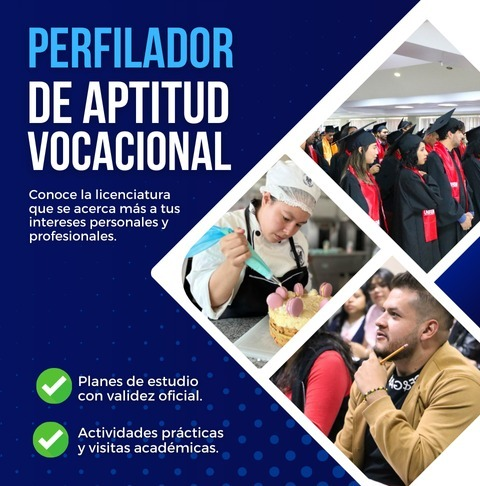 PERFILADOR
DE APTITUD
VOCACIONAL
Conoce la licenciatura
que se acerca más a tus
intereses personales y
profesionales.
Planes de estudio
con validez oficial.
Actividades prácticas
y visitas académicas.